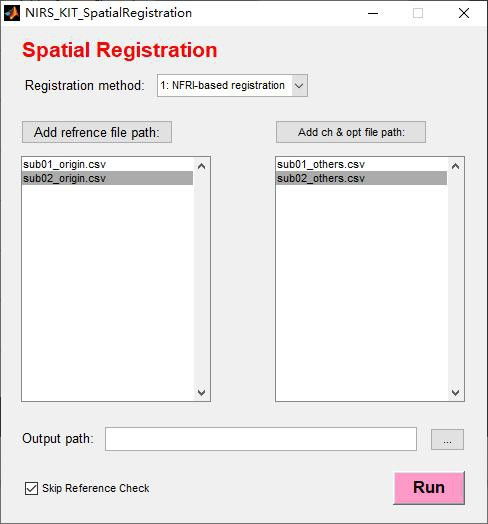 NIRS_KIT_SpatialRegistration
Spatial Registration
Registration method: 1: NFRI-based registration
Add refrence file path: Add ch & opt file path:
sub01_origin.csv sub01_others.csv
sub02_origin.csv sub02_others.csv
Output path: ...
Skip Reference Check Run